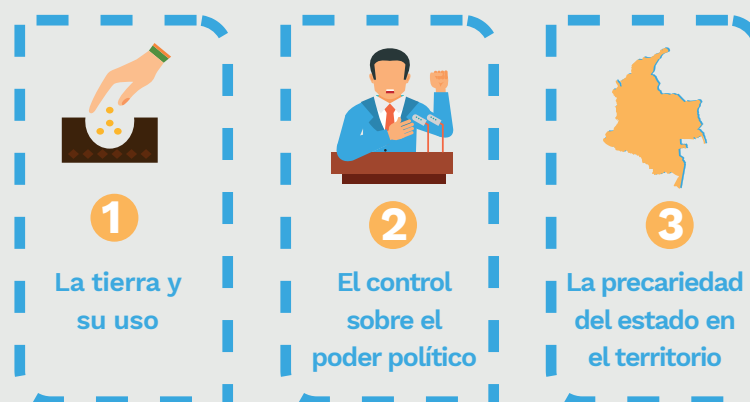 1
La tierra y
su uso
2
El control
sobre el
poder político
3
La precariedad
del estado en
el territorio